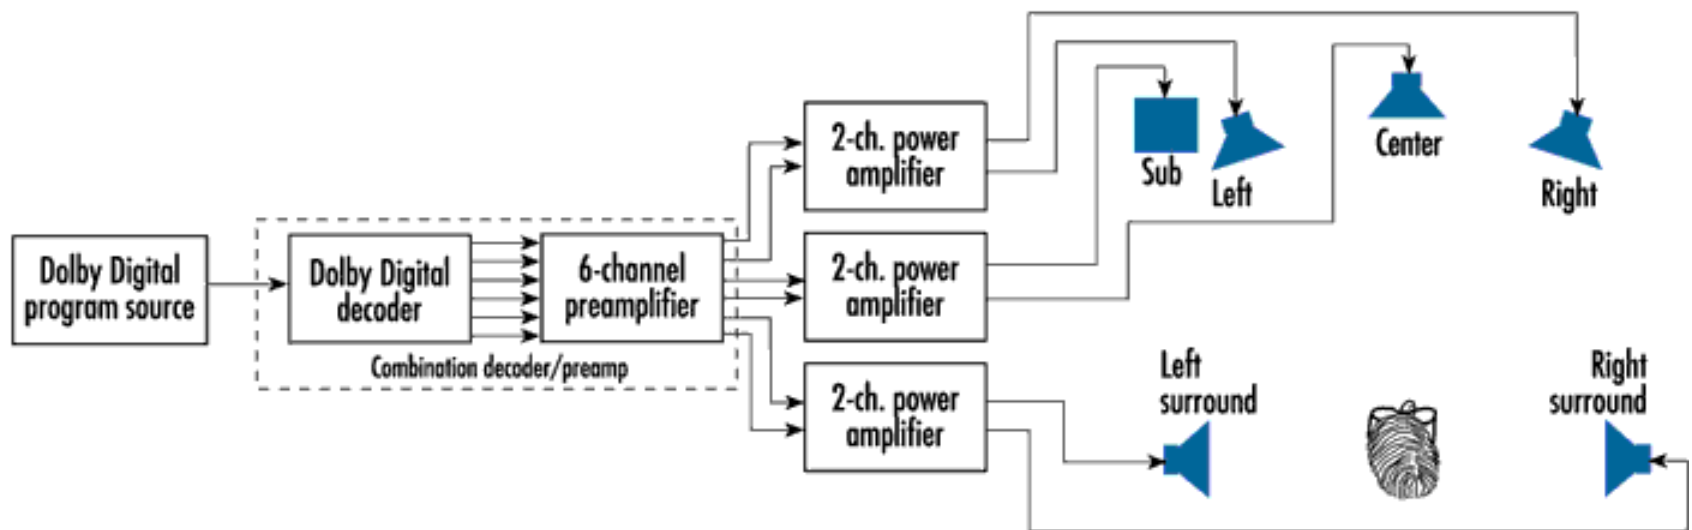 Dolby Digital
program source
Dolby Digital
decoder
6-channel
preamplifier
Combination decoder/preamp
2-ch. power
amplifier
2-ch. power
amplifier
2-ch. power
amplifier
Sub
Left
Center
Right
Left
surround
Right
surround